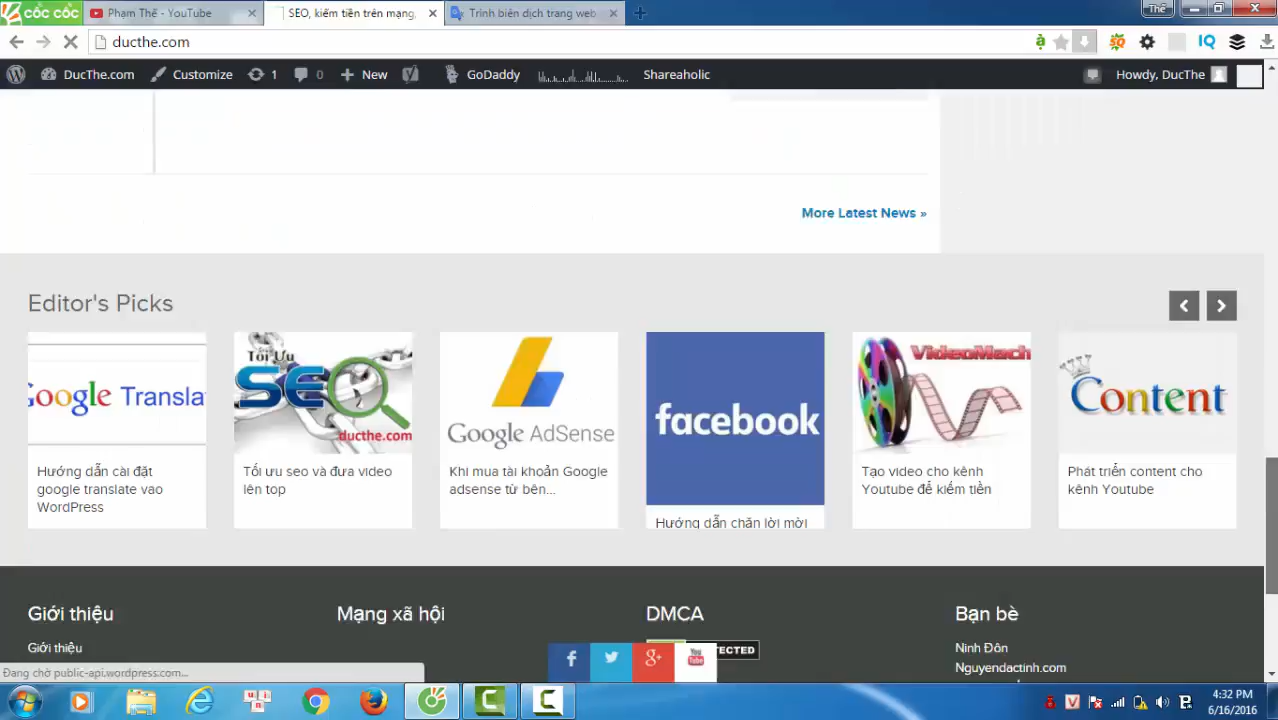 cốc cốc
Phạm Thế - YouTube
SEO, kiếm tiền trên mạng,
Trình biên dịch trang web
Thế
ducthe.com
DucThe.com
Customize
1
0
New
GoDaddy
Shareaholic
Howdy, DucThe
More Latest News »
Editor's Picks
Google Transla
Hướng dẫn cài đặt
google translate vao
WordPress
Tối Ưu
SEO
ducthe.com
Tối ưu seo và đưa video
lên top
Google AdSense
Khi mua tài khoản Google
adsense từ bên...
facebook
Hướng dẫn chăn lời mời
VideoMach
Tạo video cho kênh
Youtube để kiếm tiền
Content
Phát triển content cho
kênh Youtube
Giới thiệu
Mạng xã hội
DMCA
Bạn bè
Giới thiệu
TECTED
Ninh Đôn
Nguyendactinh.com
Đang chờ public-api.wordpress.com...
4:32 PM
6/16/2016